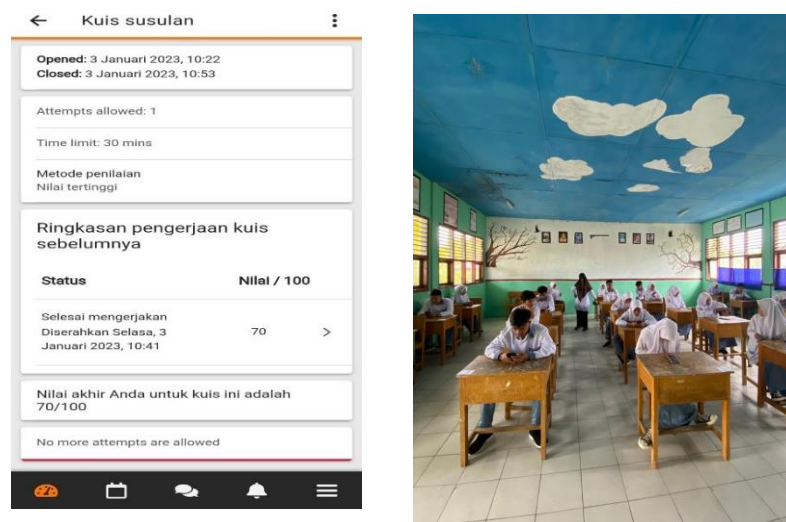 Kuis susulan
Opened: 3 Januari 2023, 10:22
Closed: 3 Januari 2023, 10:53
Attempts allowed: 1
Time limit: 30 mins
Metode penilaian
Nilai tertinggi
Ringkasan pengerjaan kuis
sebelumnya
Status Nilai / 100
Selesai mengerjakan
Diserahkan Selasa, 3
Januari 2023, 10:41
70
Nilai akhir Anda untuk kuis ini adalah
70/100
No more attempts are allowed